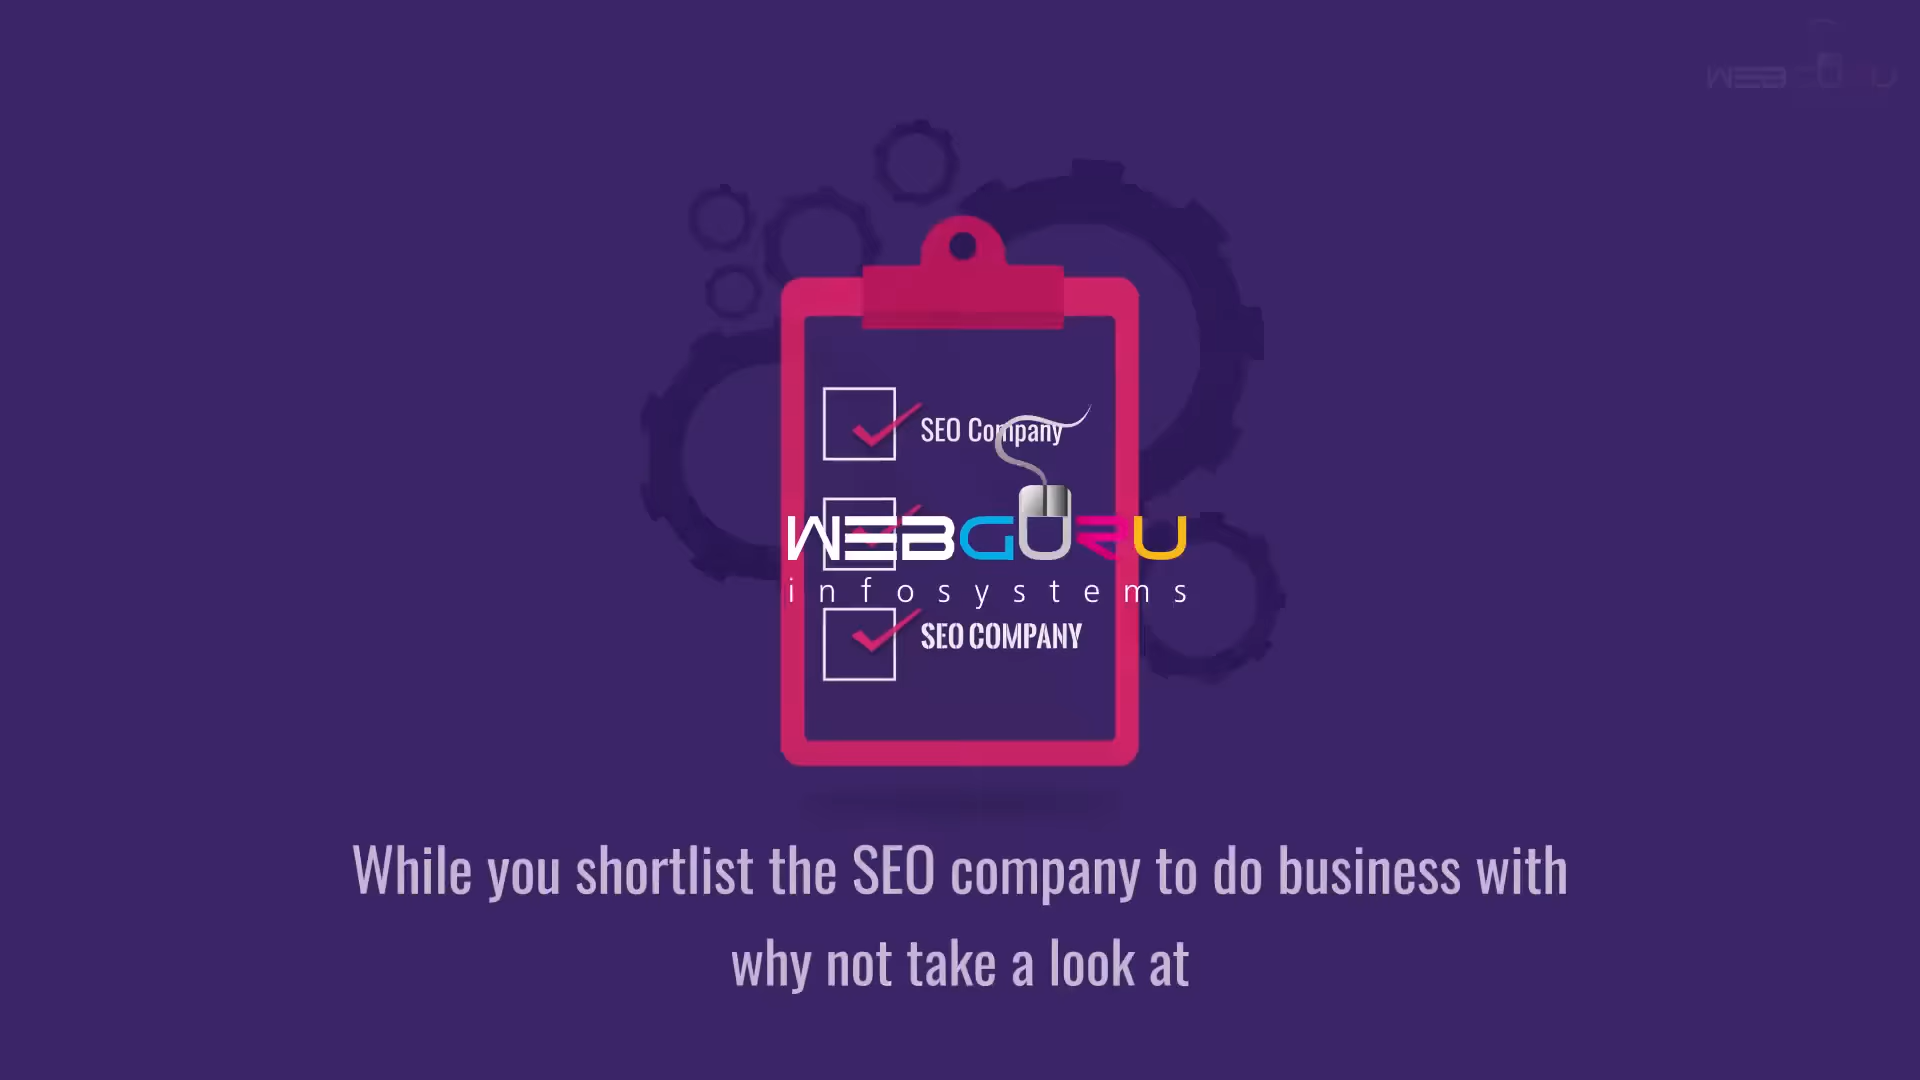 WEBGURU
SEO Company
WEBGURU
infosystems
SEO COMPANY
While you shortlist the SEO company to do business with
why not take a look at